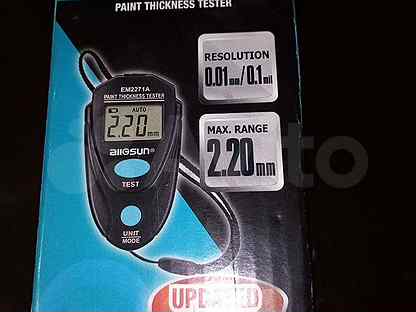 PAINT THICKNESS TESTER
RESOLUTION
0.01mm/0.1mil
MAX. RANGE
2.20mm
EM2271A
PAINT THICKNESS TESTER
AUTO
2.20 mm
allosun®
TEST
UNIT/
MODE
UPDATED